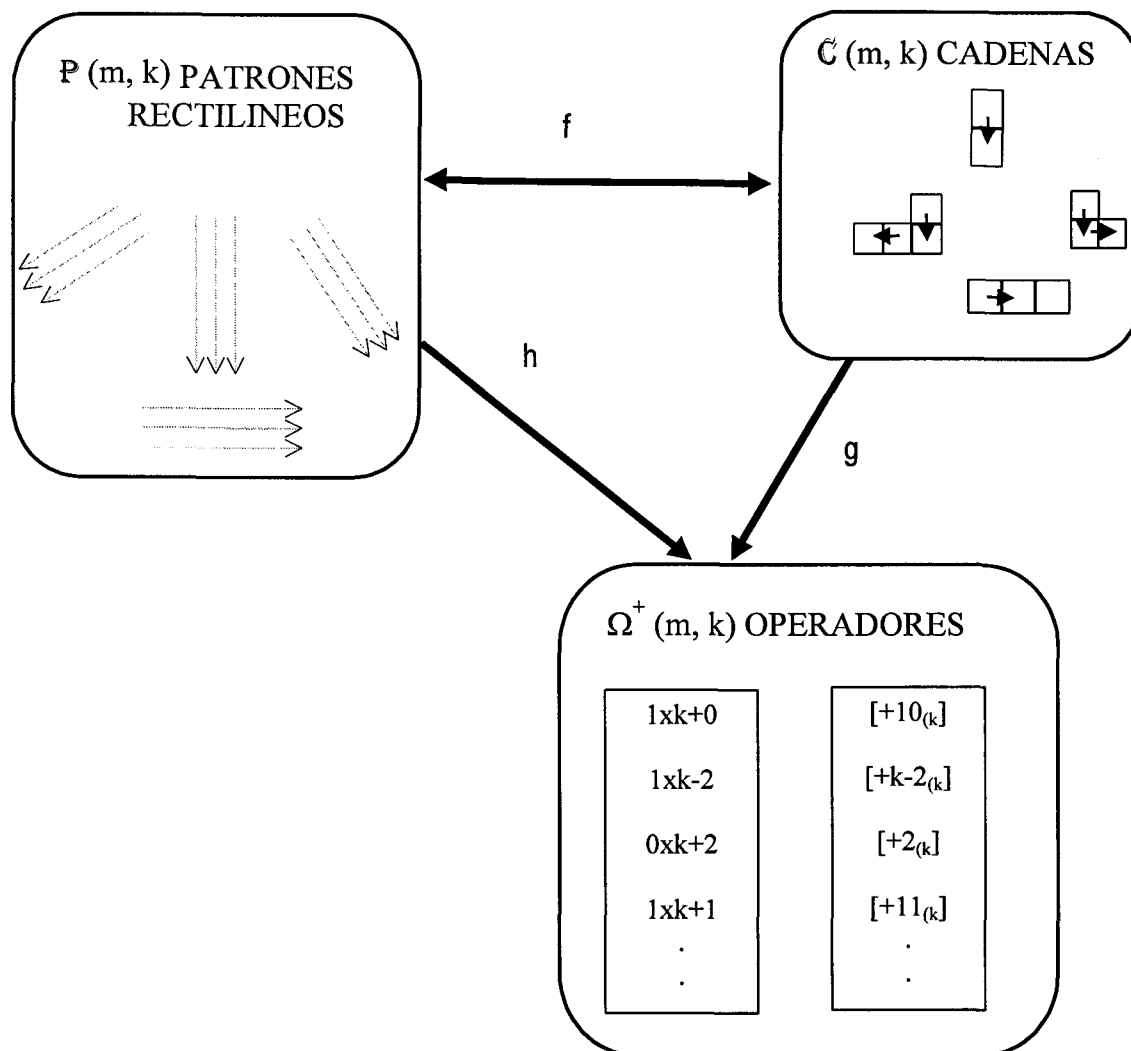 ℙ (m, k) PATRONES
RECTILINEOS
f
C̃ (m, k) CADENAS
h
g
Ω⁺ (m, k) OPERADORES
1xk+0
1xk-2
0xk+2
1xk+1
.
.
[+10₍ₖ]
[+k-2₍ₖ]
[+2₍ₖ]
[+11₍ₖ]
.
.